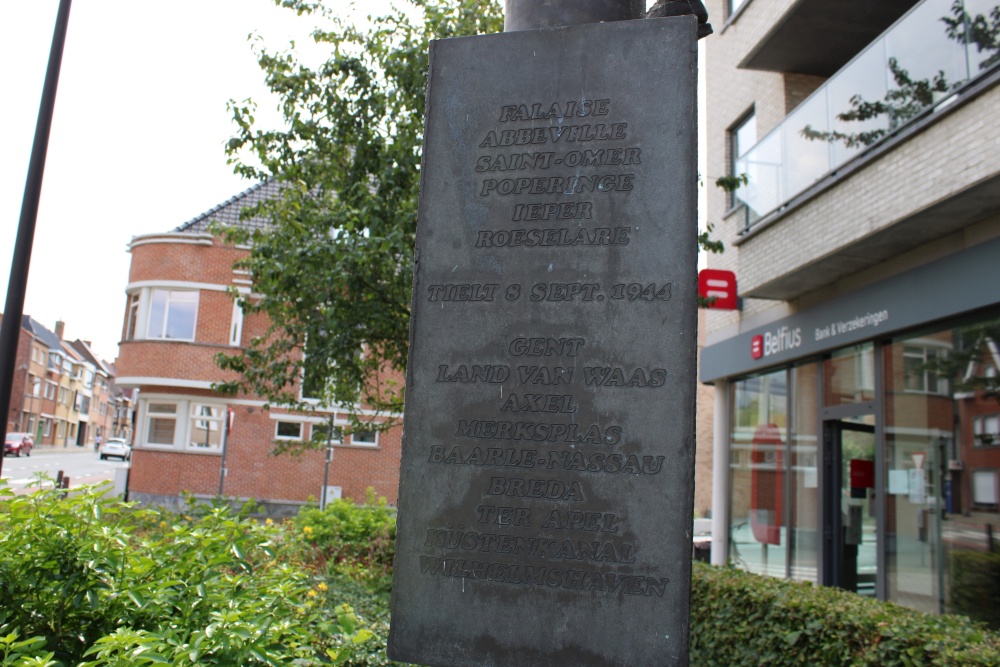 FALAISE
ABBEVILLE
SAINT-OMER
POPERINGE
IEPER
ROESELARE
TIELT 8 SEPT. 1944
GENT
LAND VAN WAAS
AXEL
MERKSPLAS
BAARLE-NASSAU
BREDA
TER APEL
KÜSTENKANAL
WILHELMSHAVEN
Belfius Bank & Verzekeringen